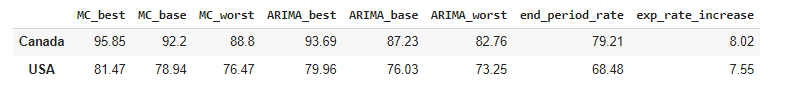 MC_best MC_base MC_worst ARIMA_best ARIMA_base ARIMA_worst end_period_rate exp_rate_increase
Canada 95.85 92.2 88.8 93.69 87.23 82.76 79.21 8.02
USA 81.47 78.94 76.47 79.96 76.03 73.25 68.48 7.55